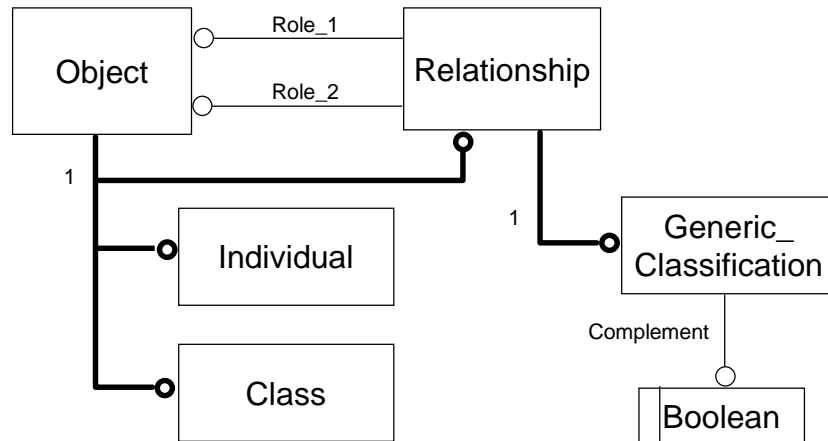 Role_1
Object
Relationship
Role_2
1
1
Individual
Generic_
Classification
Complement
Class
Boolean